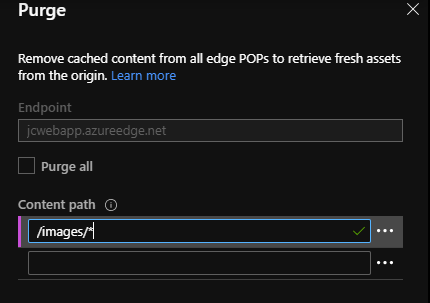 Purge
Remove cached content from all edge POPs to retrieve fresh assets
from the origin. Learn more
Endpoint
jcwebapp.azureedge.net
Purge all
Content path
/images/*